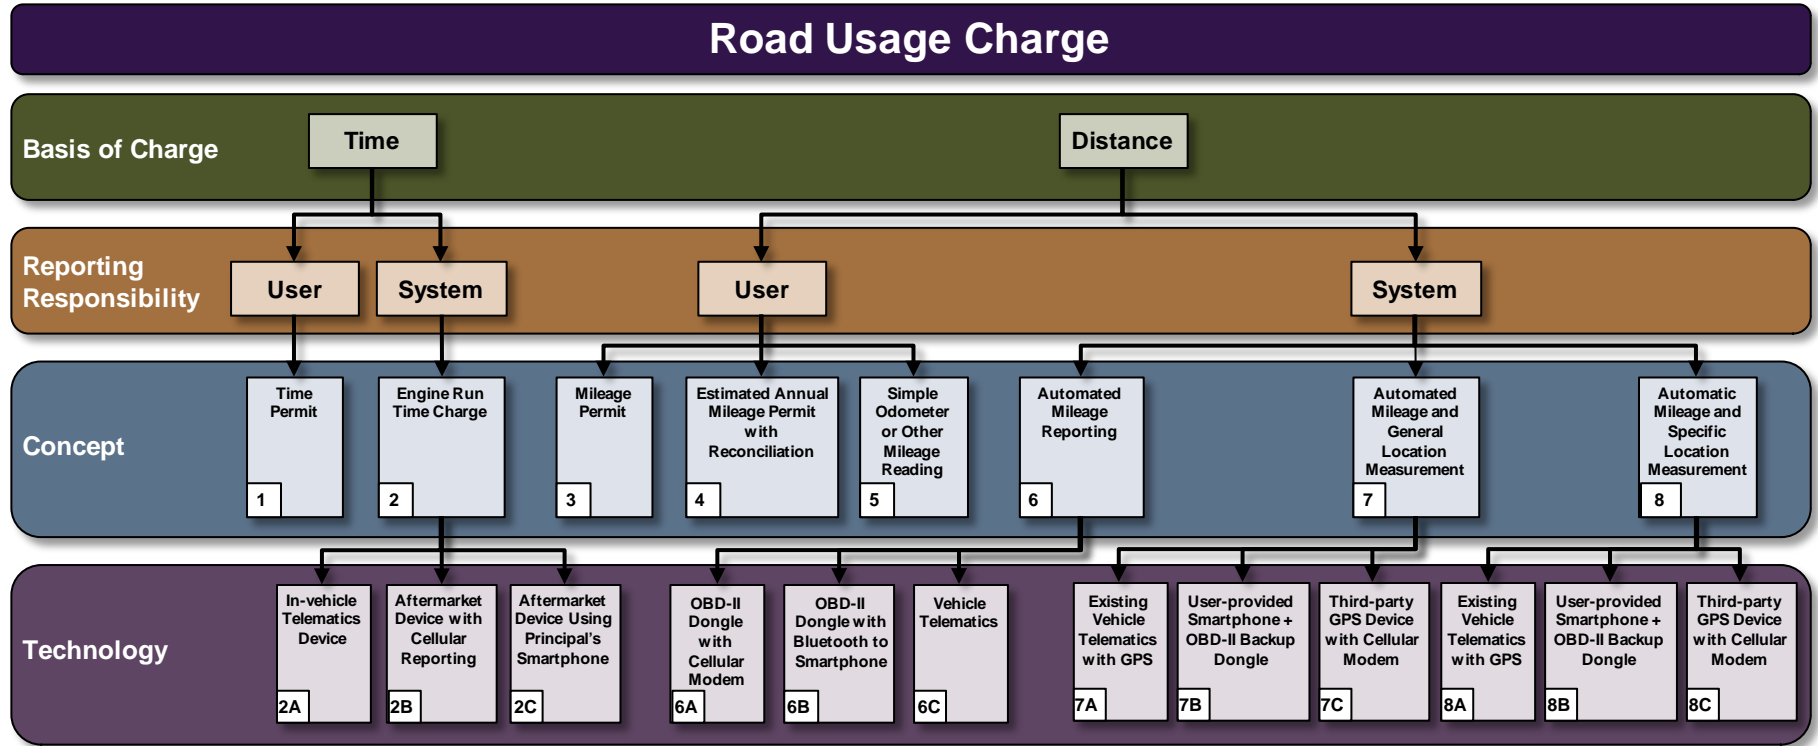 Road Usage Charge
Basis of Charge
Time
Distance
Reporting
Responsibility
User
System
User
System
Concept
Time
Permit
1
Engine Run
Time Charge
2
Mileage
Permit
3
Estimated Annual
Mileage Permit
with
Reconciliation
4
Simple
Odometer
or Other
Mileage
Reading
5
Automated
Mileage
Reporting
6
Automated
Mileage and
General
Location
Measurement
7
Automatic
Mileage and
Specific
Location
Measurement
8
Technology
In-vehicle
Telematics
Device
2A
Aftermarket
Device with
Cellular
Reporting
2B
Aftermarket
Device Using
Principal's
Smartphone
2C
OBD-II
Dongle
with
Cellular
Modem
6A
OBD-II
Dongle with
Bluetooth to
Smartphone
6B
Vehicle
Telematics
6C
Existing
Vehicle
Telematics
with GPS
7A
User-provided
Smartphone +
OBD-II Backup
Dongle
7B
Third-party
GPS Device
with Cellular
Modem
7C
Existing
Vehicle
Telematics
with GPS
8A
User-provided
Smartphone +
OBD-II Backup
Dongle
8B
Third-party
GPS Device
with Cellular
Modem
8C